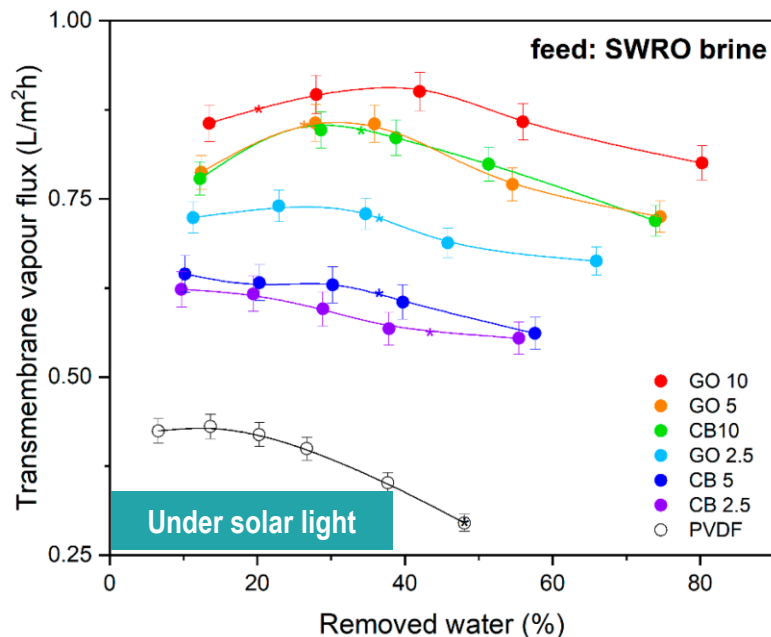 1.00
0.75
0.50
0.25
Transmembrane vapour flux (L/m²h)
feed: SWRO brine
GO 10
GO 5
CB10
GO 2.5
CB 5
CB 2.5
PVDF
Under solar light
0 20 40 60 80
Removed water (%)